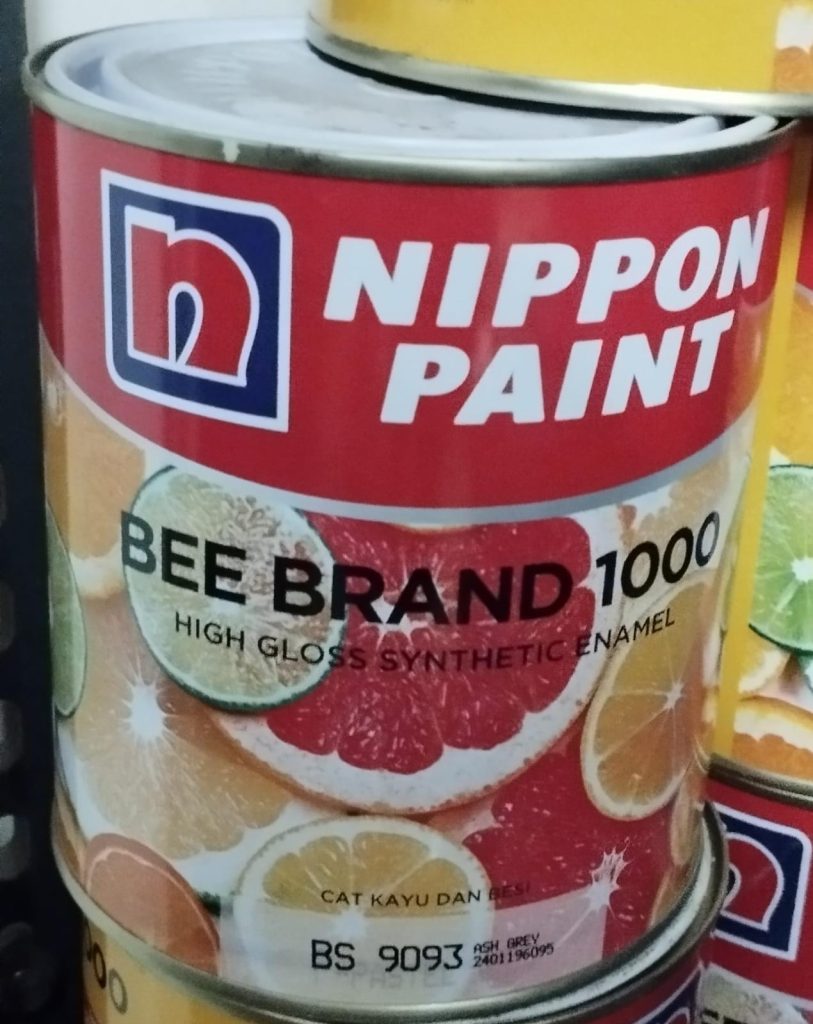 n
NIPPON
PAINT
BEE BRAND 1000
HIGH GLOSS SYNTHETIC ENAMEL
CAT KAYU DAN BESI
BS 9093
ASH GREY
2401196095
n